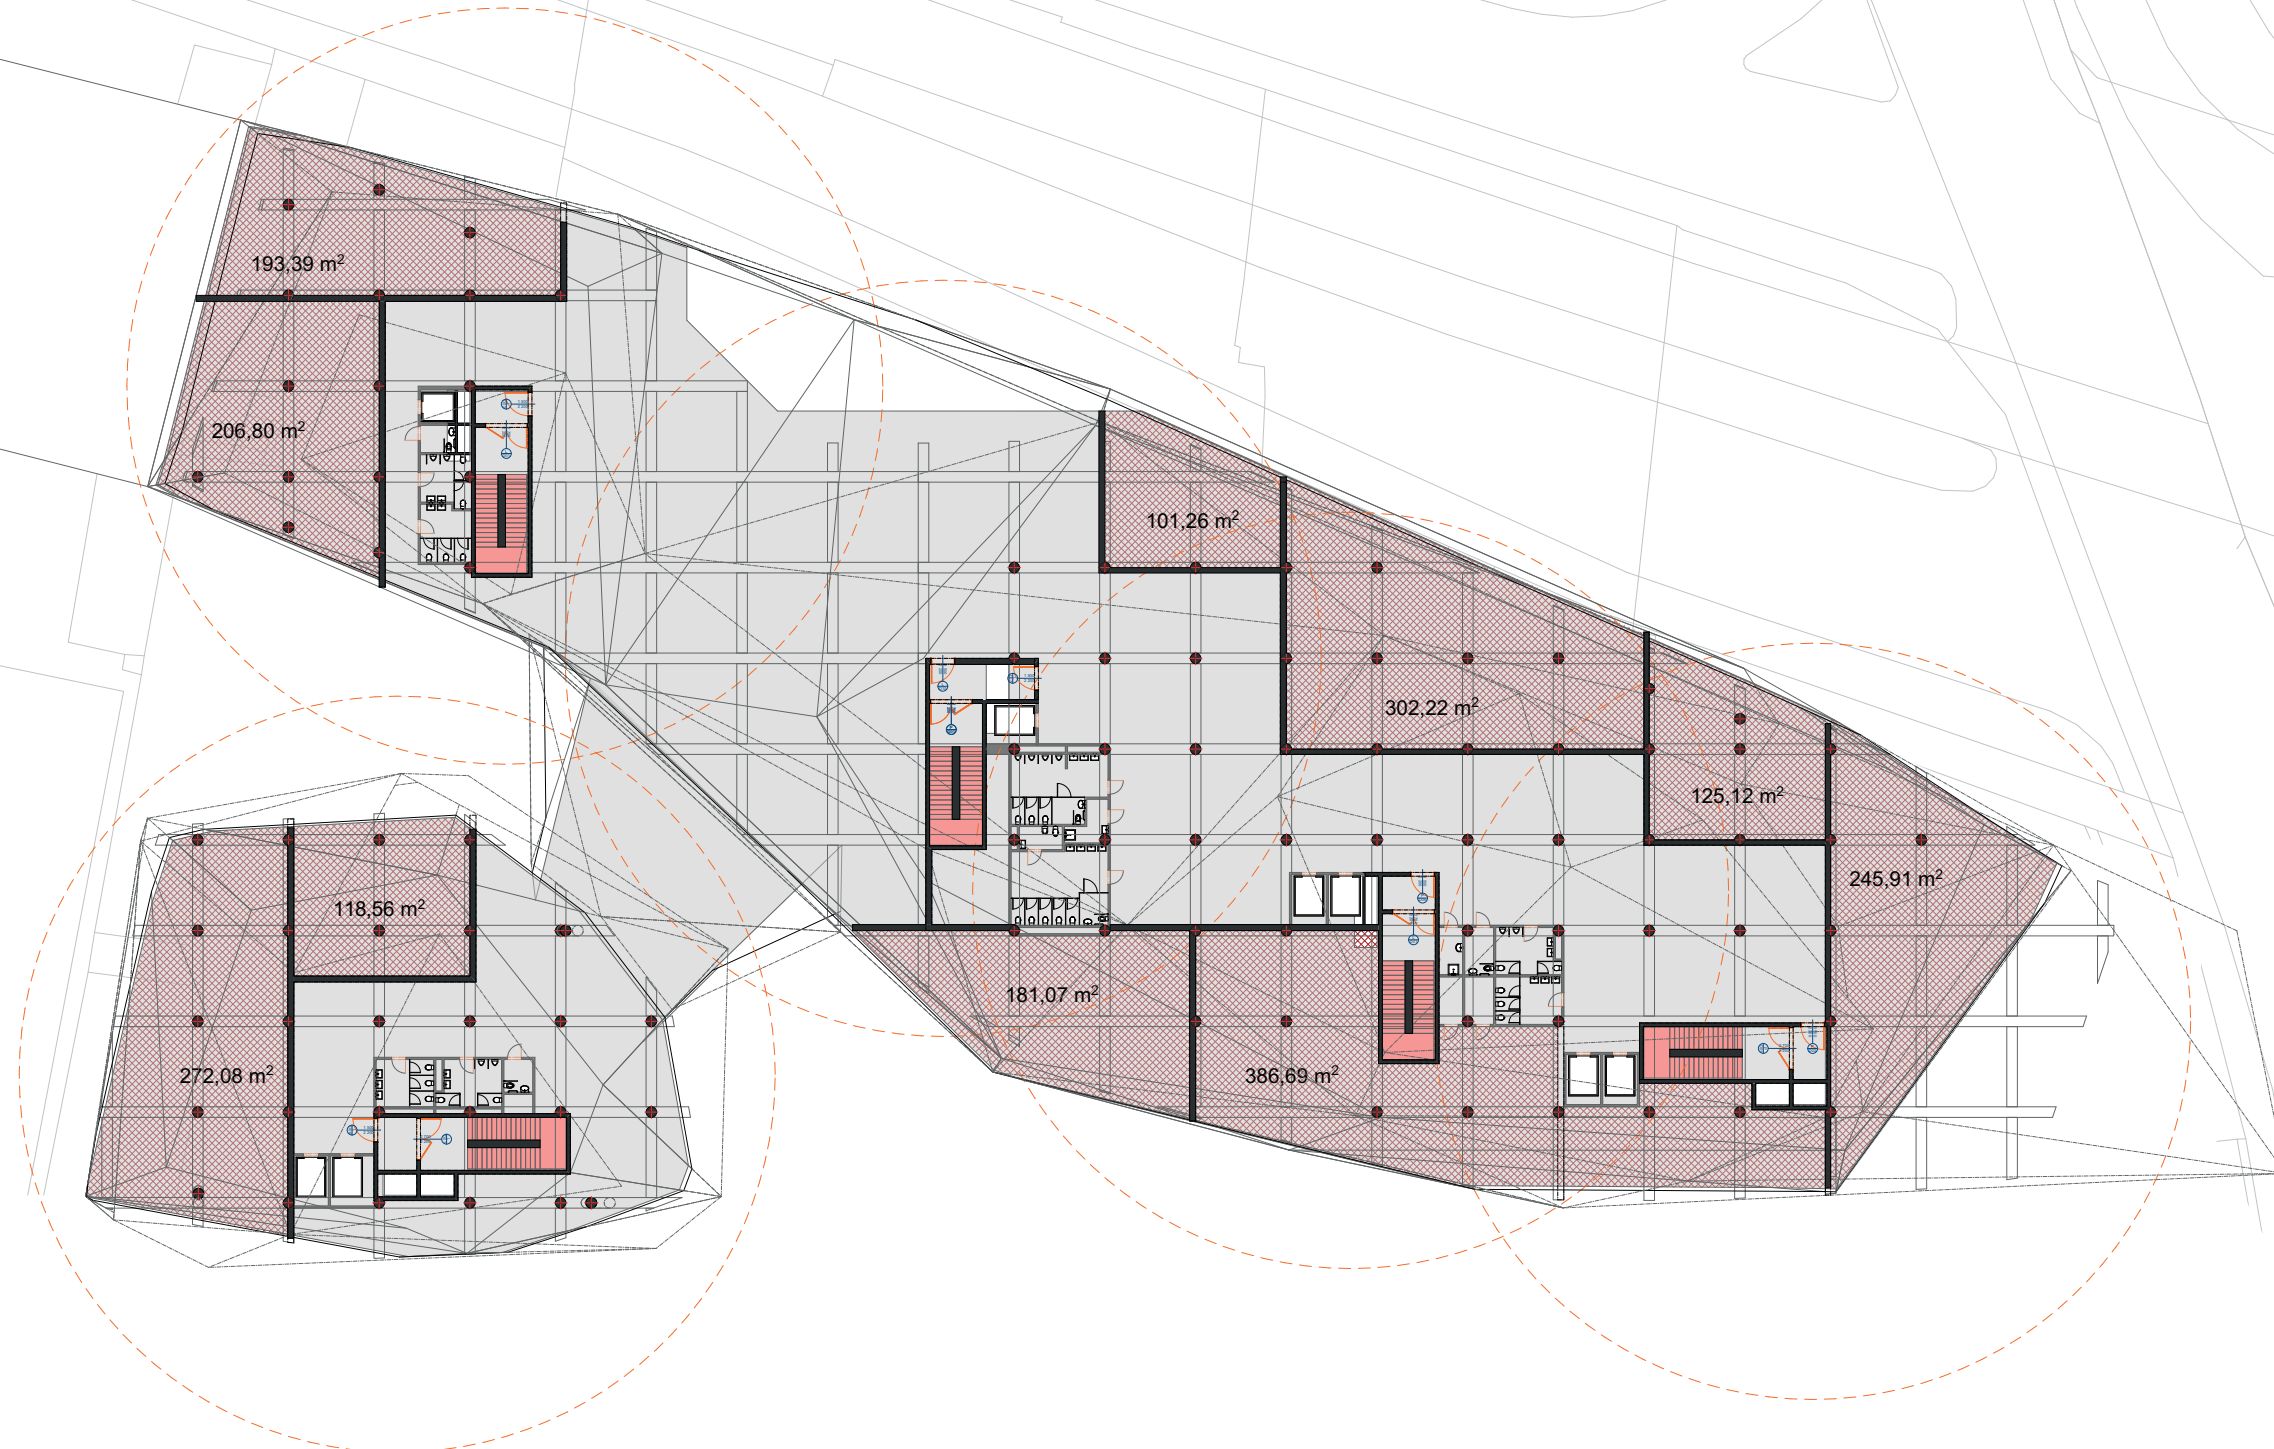 193,39 m²
206,80 m²
101,26 m²
302,22 m²
125,12 m²
245,91 m²
118,56 m²
181,07 m²
272,08 m²
386,69 m²